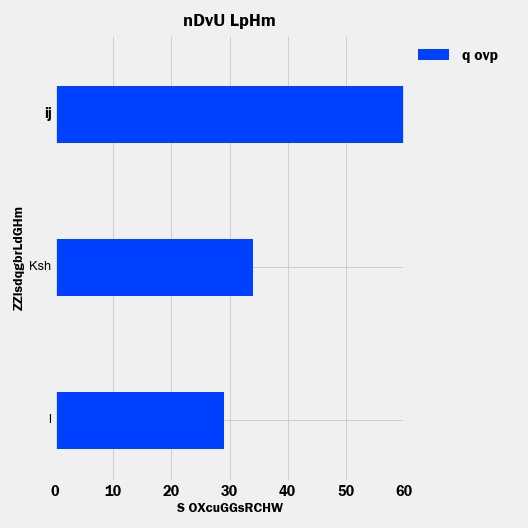 nDvU LpHm
q ovp
ij
Ksh
ZZlsdqgbrLdGHm
0 10 20 30 40 50 60
S OXcuGGsRCHW